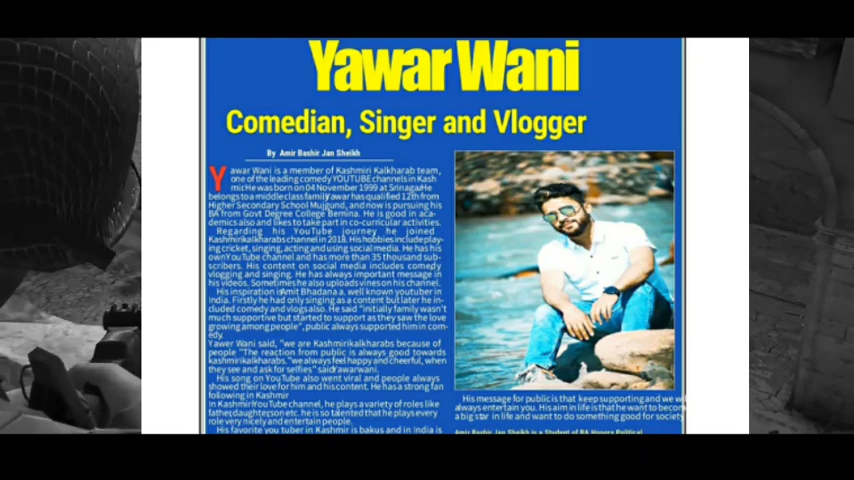 Yawar Wani
Comedian, Singer and Vlogger
By Amir Bashir Jan Sheikh
Yawar Wani is a member of Kashmiri Kalkharab team,
one of the leading comedy YOUTUBE channels in Kash
mir.He was born on 04 November 1999 at Srinagar.He
belongs to a middle class family.Yawar has qualified 12th from
Higher Secondary School Mujgund, and now is pursuing his
BA from Govt Degree College Bemina. He is good in aca-
demics also and likes to take part in co-curricular activities.
Regarding his YouTube journey he joined
Kashmirikalkharabs channel in 2018. His hobbies include play-
ing cricket, singing, acting and using social media. He has his
own YouTube channel and has more than 35 thousand sub-
scribers. His content on social media includes comedy
vlogging and singing. He has always important message in
his videos. Sometimes he also uploads vines on his channel.
His inspiration is Amit Bhadana a. well known youtuber in
India. Firstly he had only singing as a content but later he in-
cluded comedy and vlogs also. He said "initially family wasn't
much supportive but started to support as they saw the love
growing among people", public always supported him in com-
edy.
Yawer Wani said, "we are Kashmirikalkharabs because of
people "The reaction from public is always good towards
kashmirikalkharabs. "we always feel happy and cheerful, when
they see and ask for selfies" said Yawarwani.
His song on YouTube also went viral and people always
showed their love for him and his content. He has a strong fan
following in Kashmir
In Kashmir YouTube channel, he plays a variety of roles like
father,daughter,son etc. he is so talented that he plays every
role very nicely and entertain people.
His favorite you tuber in Kashmir is bakus and in India is
His message for public is that keep supporting and we wil
always entertain you. His aim in life is that he want to becom
a big star in life and want to do something good for society
Amir Bashir Jan Sheikh is a Student of BA Honors Political